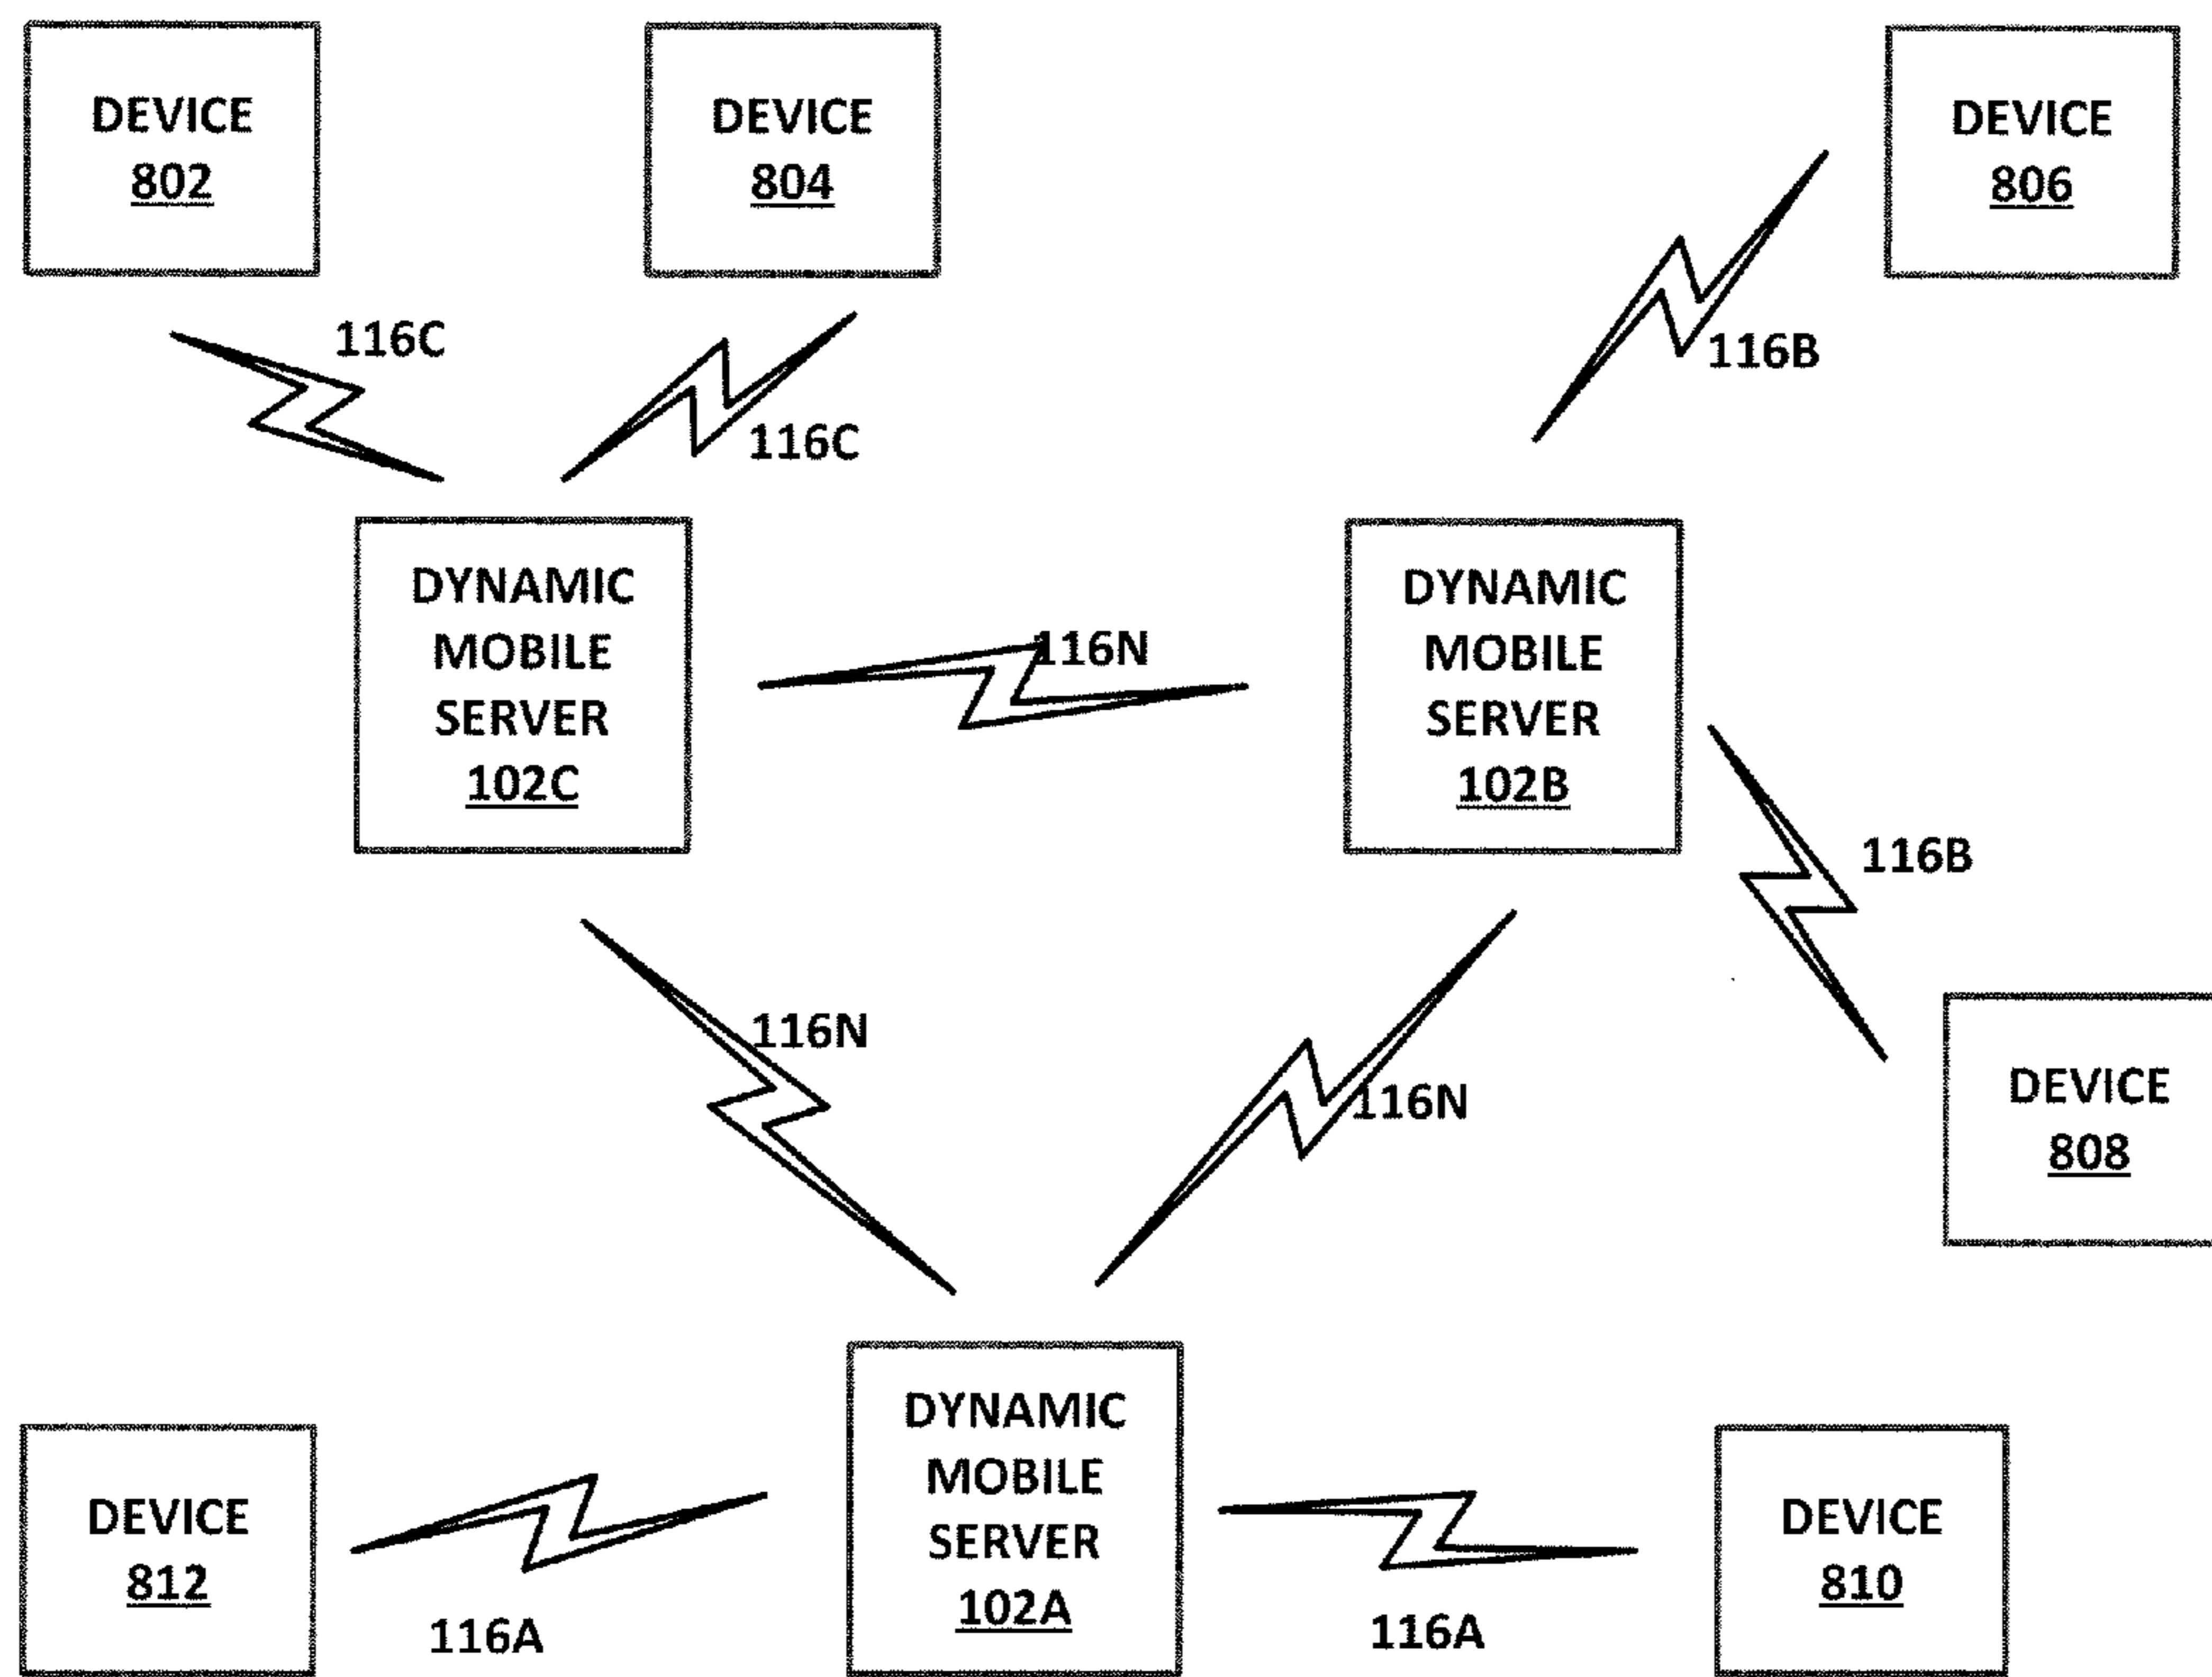 DEVICE
802
DEVICE
804
DEVICE
806
116C
116C
116B
DYNAMIC
MOBILE
SERVER
102C
116N
DYNAMIC
MOBILE
SERVER
102B
116B
116N
116N
DEVICE
808
DEVICE
812
116A
DYNAMIC
MOBILE
SERVER
102A
116A
DEVICE
810